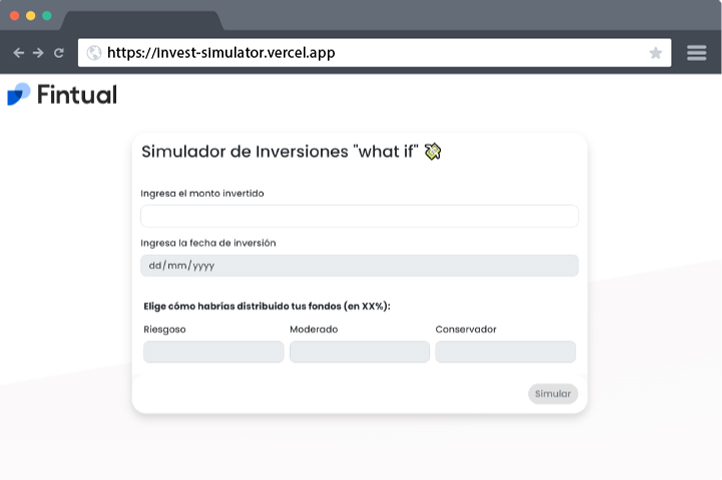 https://invest-simulator.vercel.app
Fintual
Simulador de Inversiones "what if" 💸
Ingresa el monto invertido
Ingresa la fecha de inversión
dd/mm/yyyy
Elige cómo habrías distribuido tus fondos (en XX%):
Riesgoso Moderado Conservador
Simular